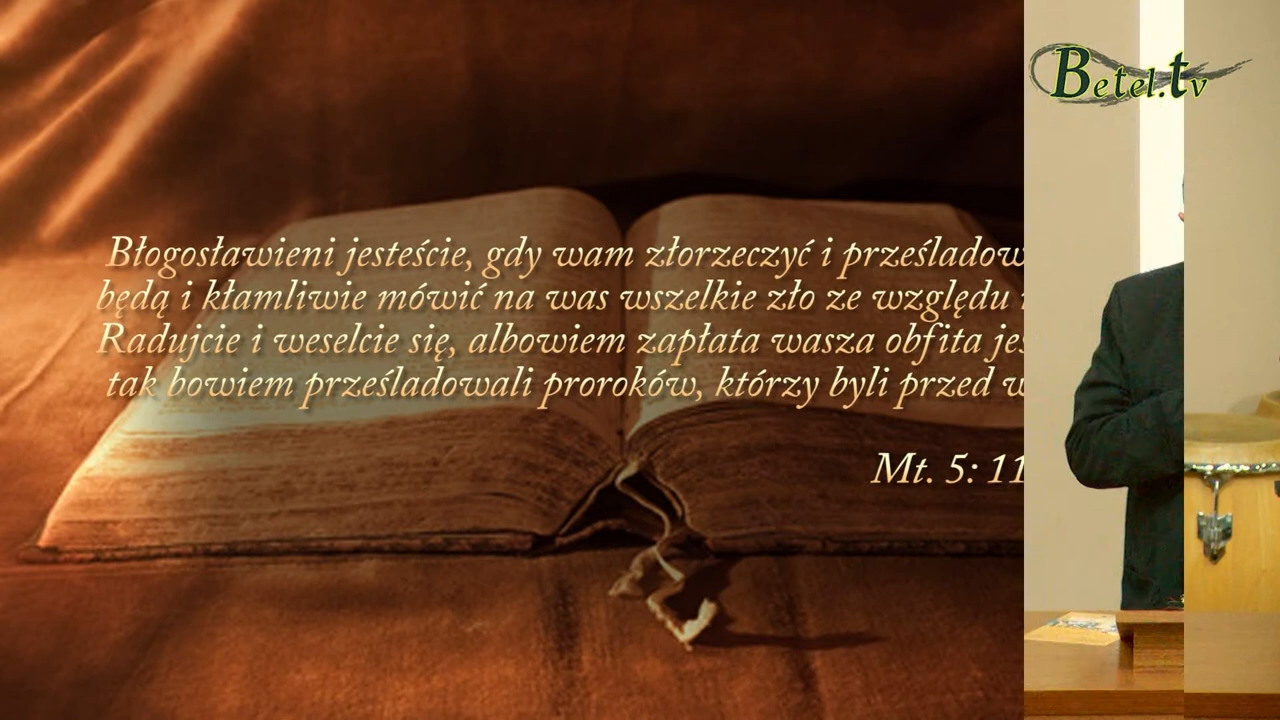 Betel.tv
Błogosławieni jesteście, gdy wam złorzeczyć i prześladow
będą i kłamliwie mówić na was wszelkie zło ze względu
Radujcie i weselcie się, albowiem zapłata wasza obfita jes
tak bowiem prześladowali proroków, którzy byli przed w
Mt. 5: 11